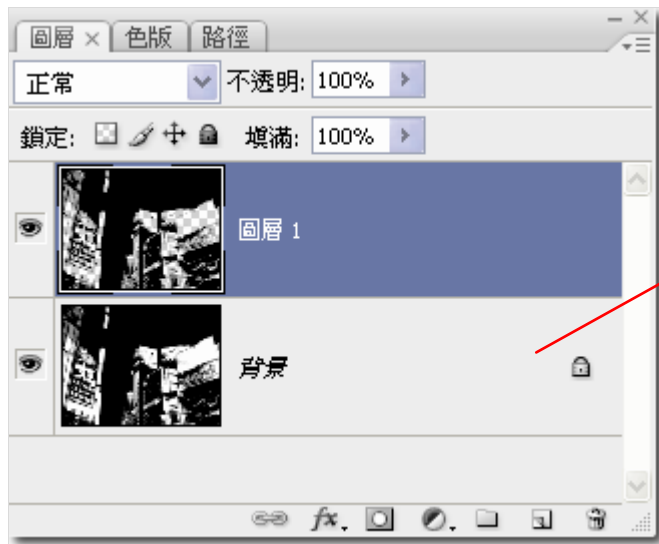 圖層 × 色版 路徑
正常 不透明: 100%
鎖定: 填滿: 100%
圖層 1
背景
fx.